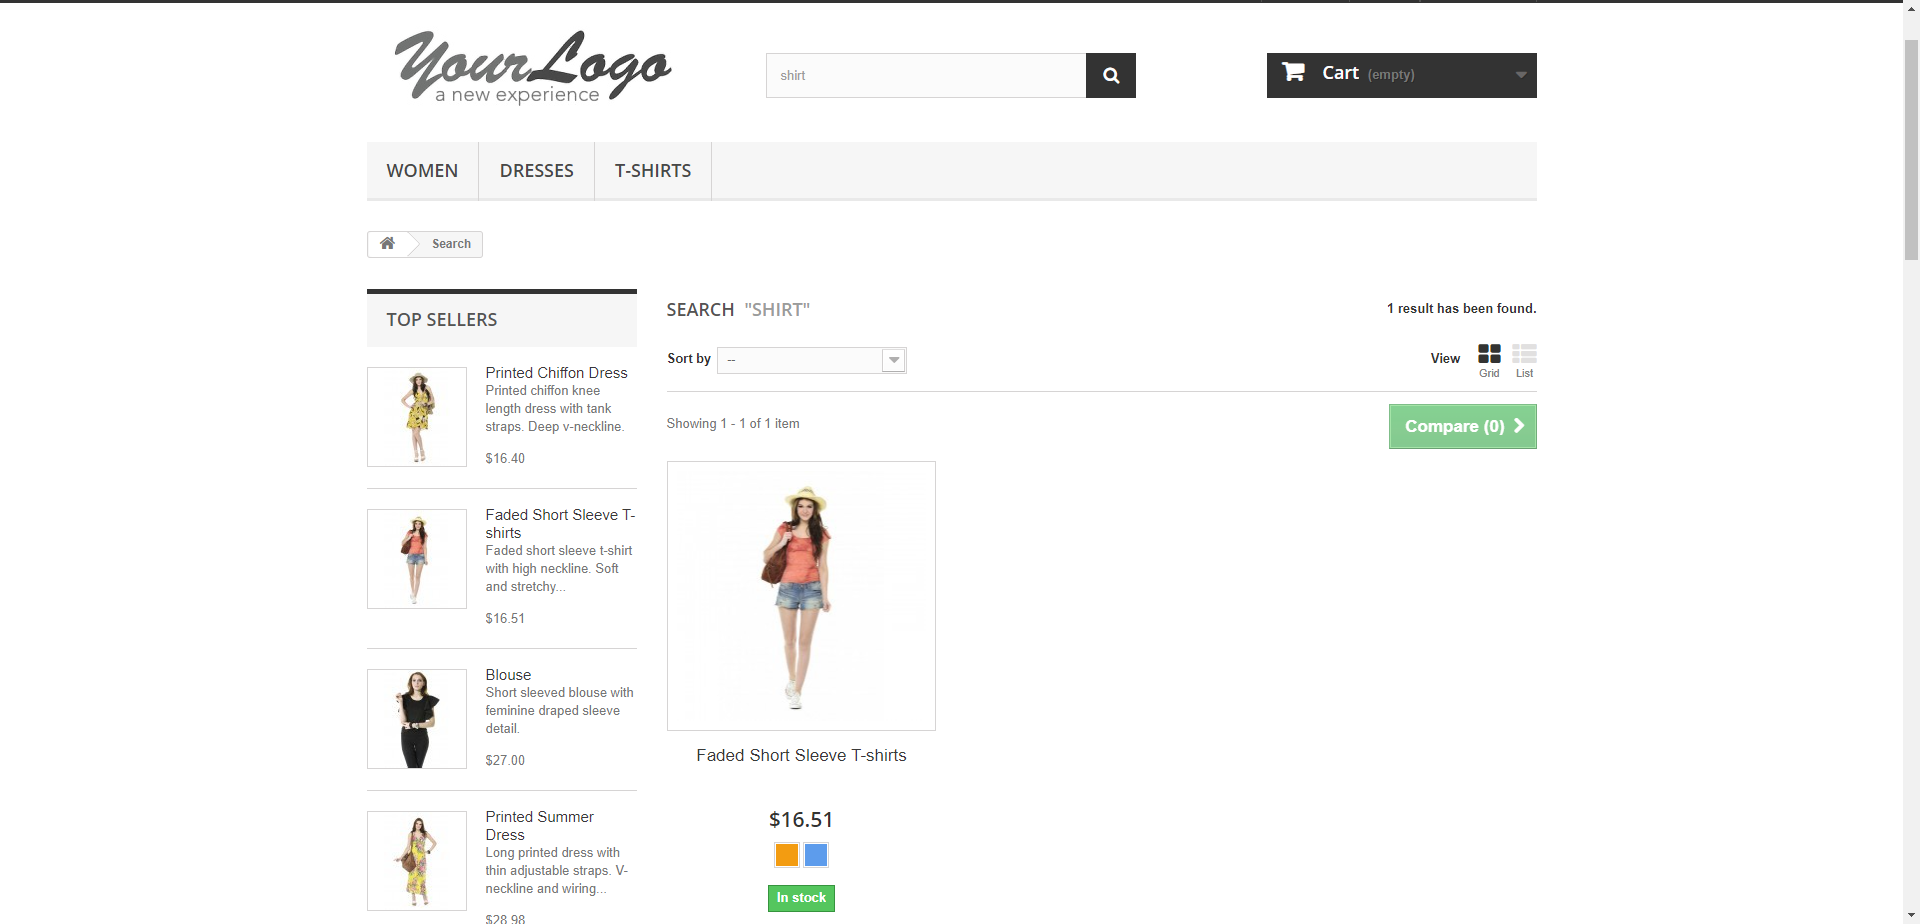 YourLogo
a new experience
shirt
Cart (empty)
WOMEN
DRESSES
T-SHIRTS
Search
TOP SELLERS
Printed Chiffon Dress
Printed chiffon knee
length dress with tank
straps. Deep v-neckline.
$16.40
Faded Short Sleeve T-
shirts
Faded short sleeve t-shirt
with high neckline. Soft
and stretchy...
$16.51
Blouse
Short sleeved blouse with
feminine draped sleeve
detail.
$27.00
Printed Summer
Dress
Long printed dress with
thin adjustable straps. V-
neckline and wiring...
$28.98
SEARCH "SHIRT"
1 result has been found.
Sort by --
View
Grid
List
Showing 1 - 1 of 1 item
Compare (0)
Faded Short Sleeve T-shirts
$16.51
In stock